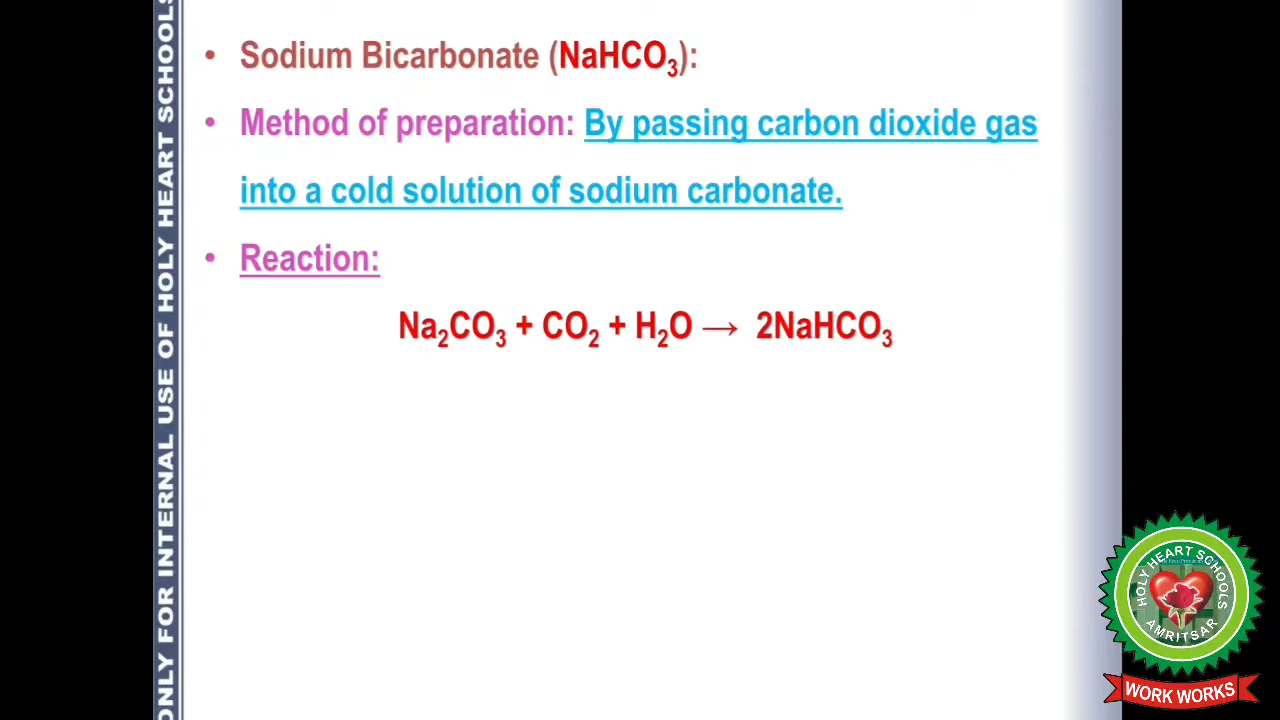 • Sodium Bicarbonate (NaHCO₃):
• Method of preparation: By passing carbon dioxide gas
into a cold solution of sodium carbonate.
• Reaction:
Na₂CO₃ + CO₂ + H₂O → 2NaHCO₃
ONLY FOR INTERNAL USE OF HOLY HEART SCHOOLS
HOLY HEART SCHOOLS
AMRITSAR
WORK WORKS